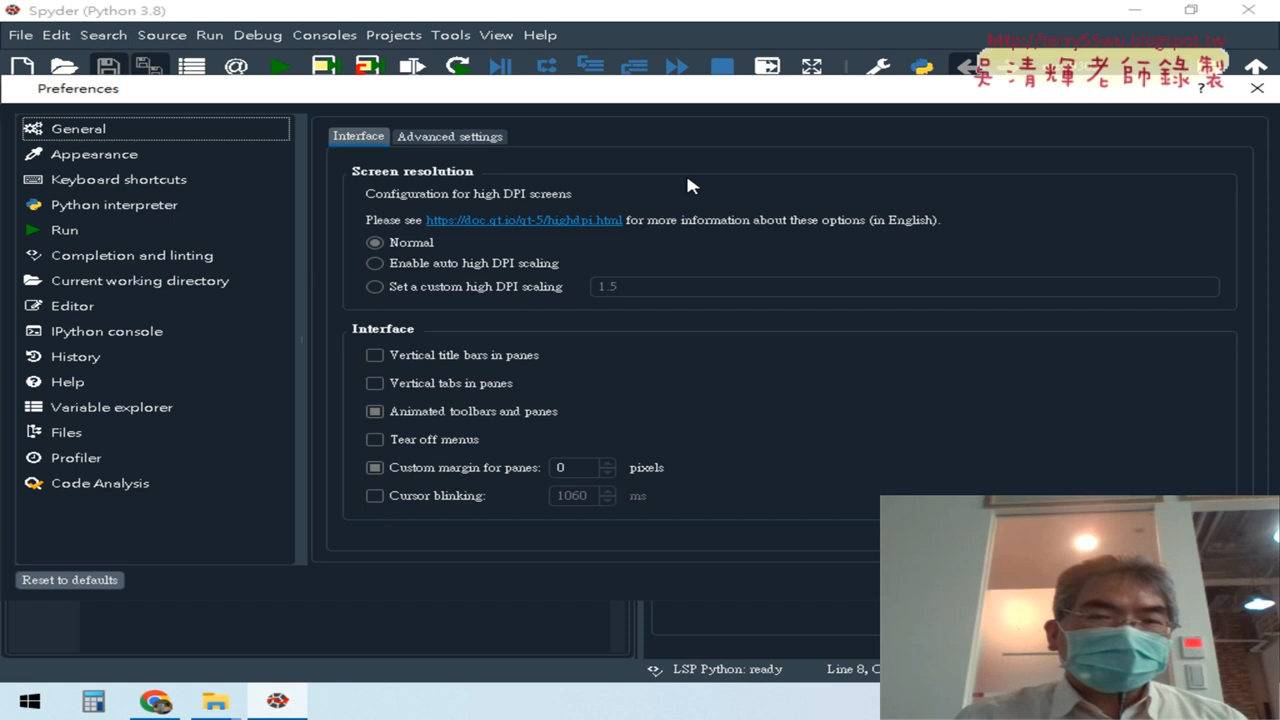 Spyder (Python 3.8)
File Edit Search Source Run Debug Consoles Projects Tools View Help
http://terry55wu.blogspot.tw
吳清輝老師錄製
Preferences
?
General
Appearance
Keyboard shortcuts
Python interpreter
Run
Completion and linting
Current working directory
Editor
IPython console
History
Help
Variable explorer
Files
Profiler
Code Analysis
Reset to defaults
Interface Advanced settings
Screen resolution
Configuration for high DPI screens
Please see https://doc.qt.io/qt-5/highdpi.html for more information about these options (in English).
Normal
Enable auto high DPI scaling
Set a custom high DPI scaling 1.5
Interface
Vertical title bars in panes
Vertical tabs in panes
Animated toolbars and panes
Tear off menus
Custom margin for panes: 0 pixels
Cursor blinking: 1060 ms
LSP Python: ready Line 8, C